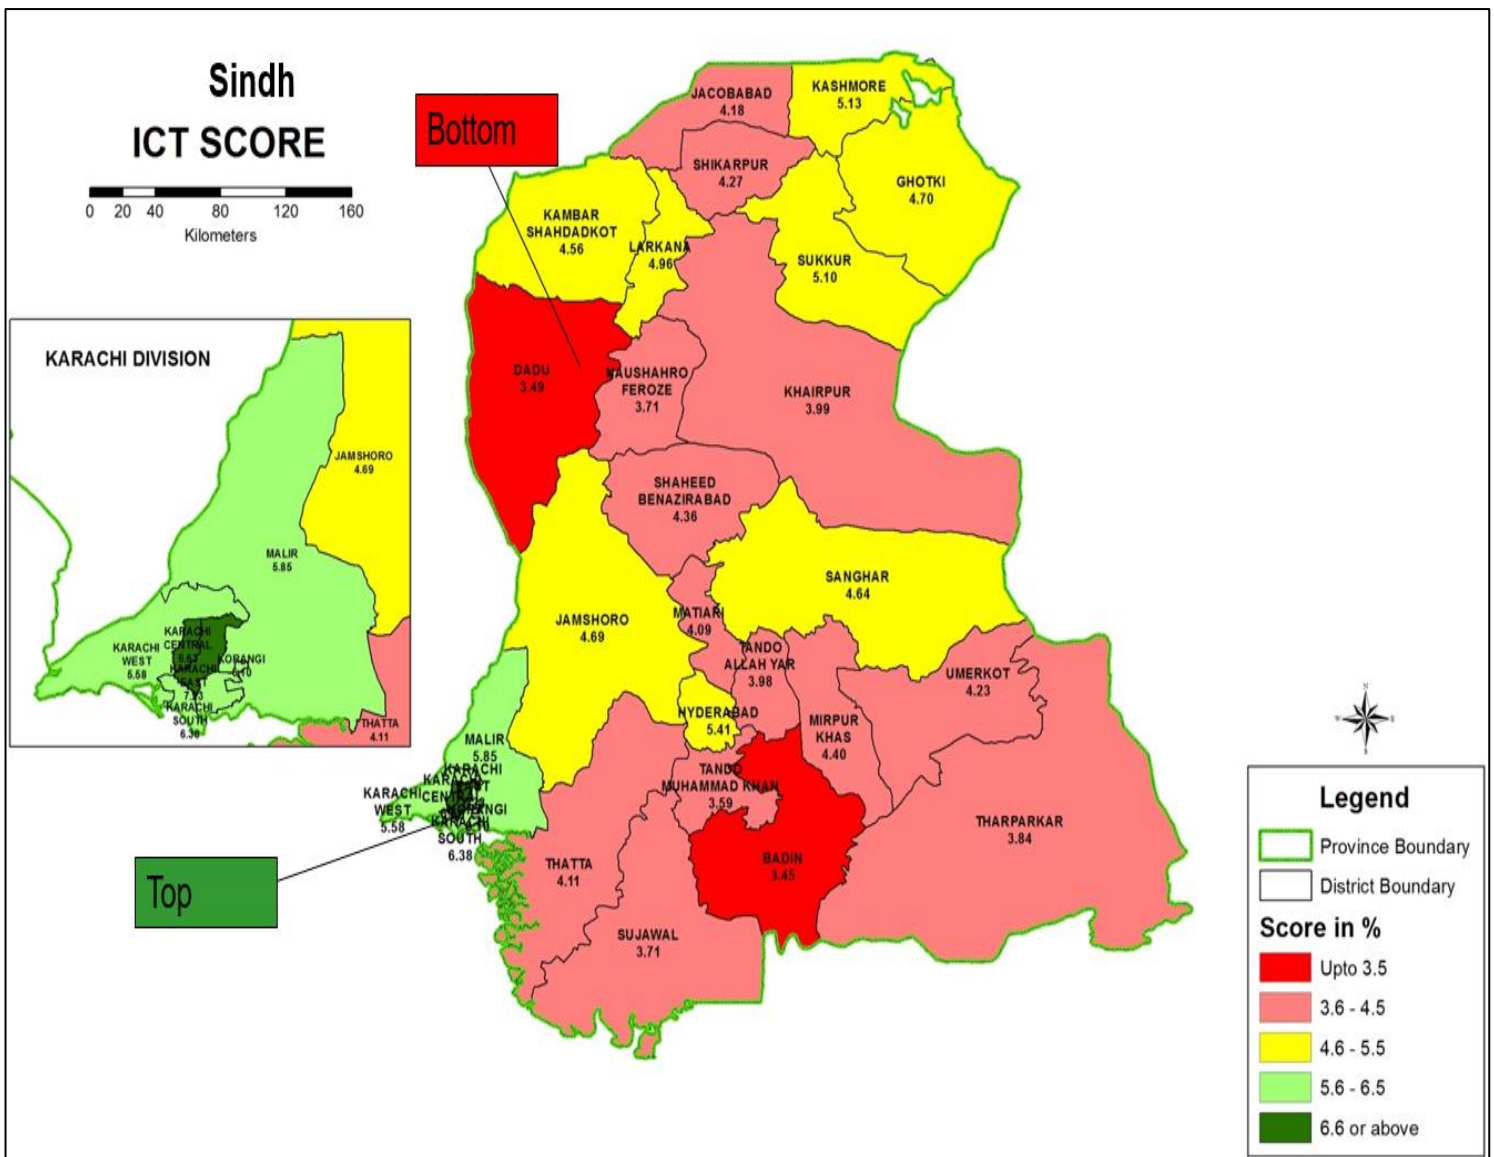 Sindh
ICT SCORE
0 20 40 80 120 160
Kilometers
Bottom
JACOBABAD
4.18
KASHMORE
5.13
SHIKARPUR
4.27
GHOTKI
4.70
KAMBAR
SHAHDADKOT
4.56
LARKANA
4.96
SUKKUR
5.10
DADU
3.49
NAUSHAHRO
FEROZE
3.71
KHAIRPUR
3.99
SHAHEED
BENAZIRABAD
4.36
SANGHAR
4.64
JAMSHORO
4.69
MATIARI
4.09
TANDO
ALLAH YAR
3.98
UMERKOT
4.23
HYDERABAD
5.41
MIRPUR
KHAS
4.40
MALIR
5.85
KARACHI
EAST
KARACHI
CENTRAL
KARACHI
WEST
5.58
KORANGI
KARACHI
SOUTH
6.38
TANDO
MUHAMMAD KHAN
3.59
THARPARKAR
3.84
BADIN
3.45
THATTA
4.11
SUJAWAL
3.71
Top
KARACHI DIVISION
JAMSHORO
4.69
MALIR
5.85
KARACHI
CENTRAL
KARACHI
WEST
5.58
KORANGI
KARACHI
EAST
KARACHI
SOUTH
6.38
THATTA
4.11
N
W E
S
Legend
Province Boundary
District Boundary
Score in %
Upto 3.5
3.6 - 4.5
4.6 - 5.5
5.6 - 6.5
6.6 or above